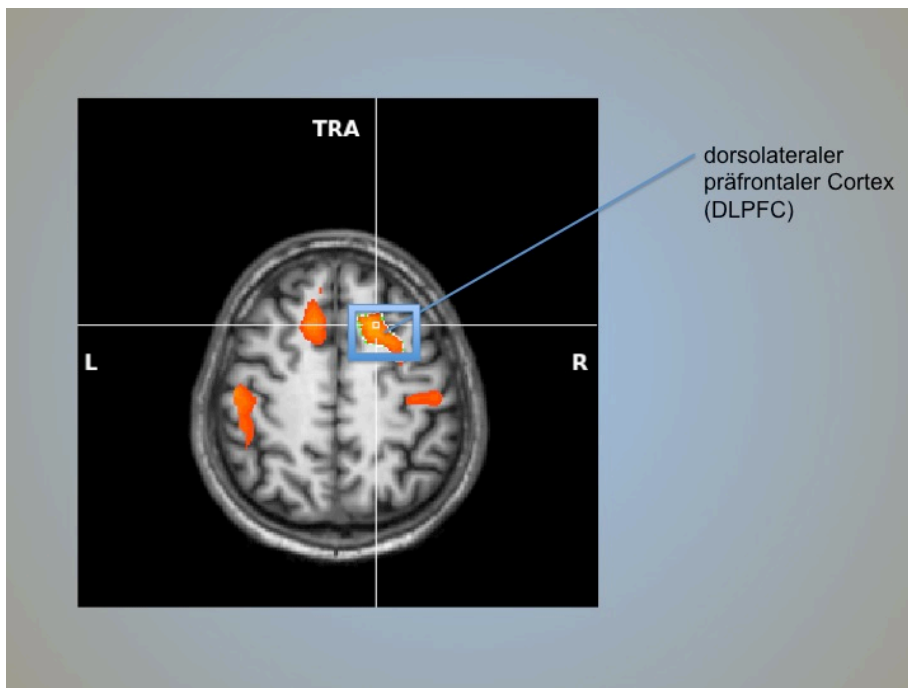 TRA
dorsolateraler
präfrontaler Cortex
(DLPFC)
L
R